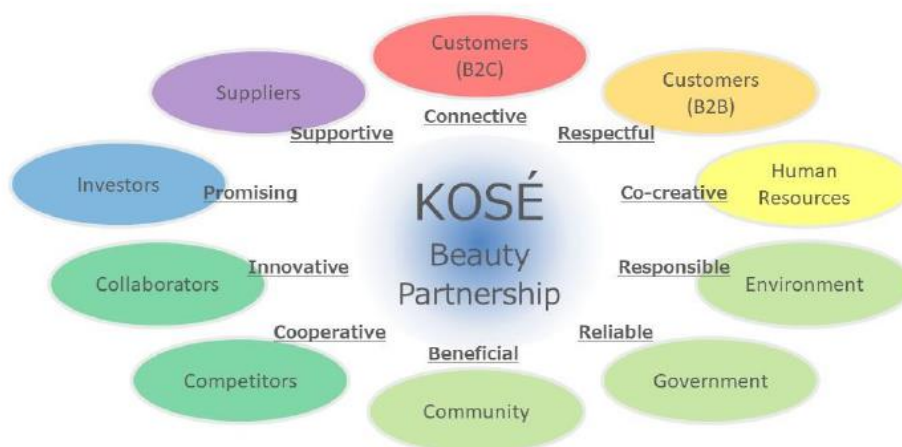 Customers
(B2C)
Customers
(B2B)
Suppliers
Connective
Supportive
Respectful
Investors
Promising
KOSÉ
Beauty
Partnership
Co-creative
Human
Resources
Collaborators
Innovative
Responsible
Environment
Cooperative
Reliable
Beneficial
Competitors
Community
Government